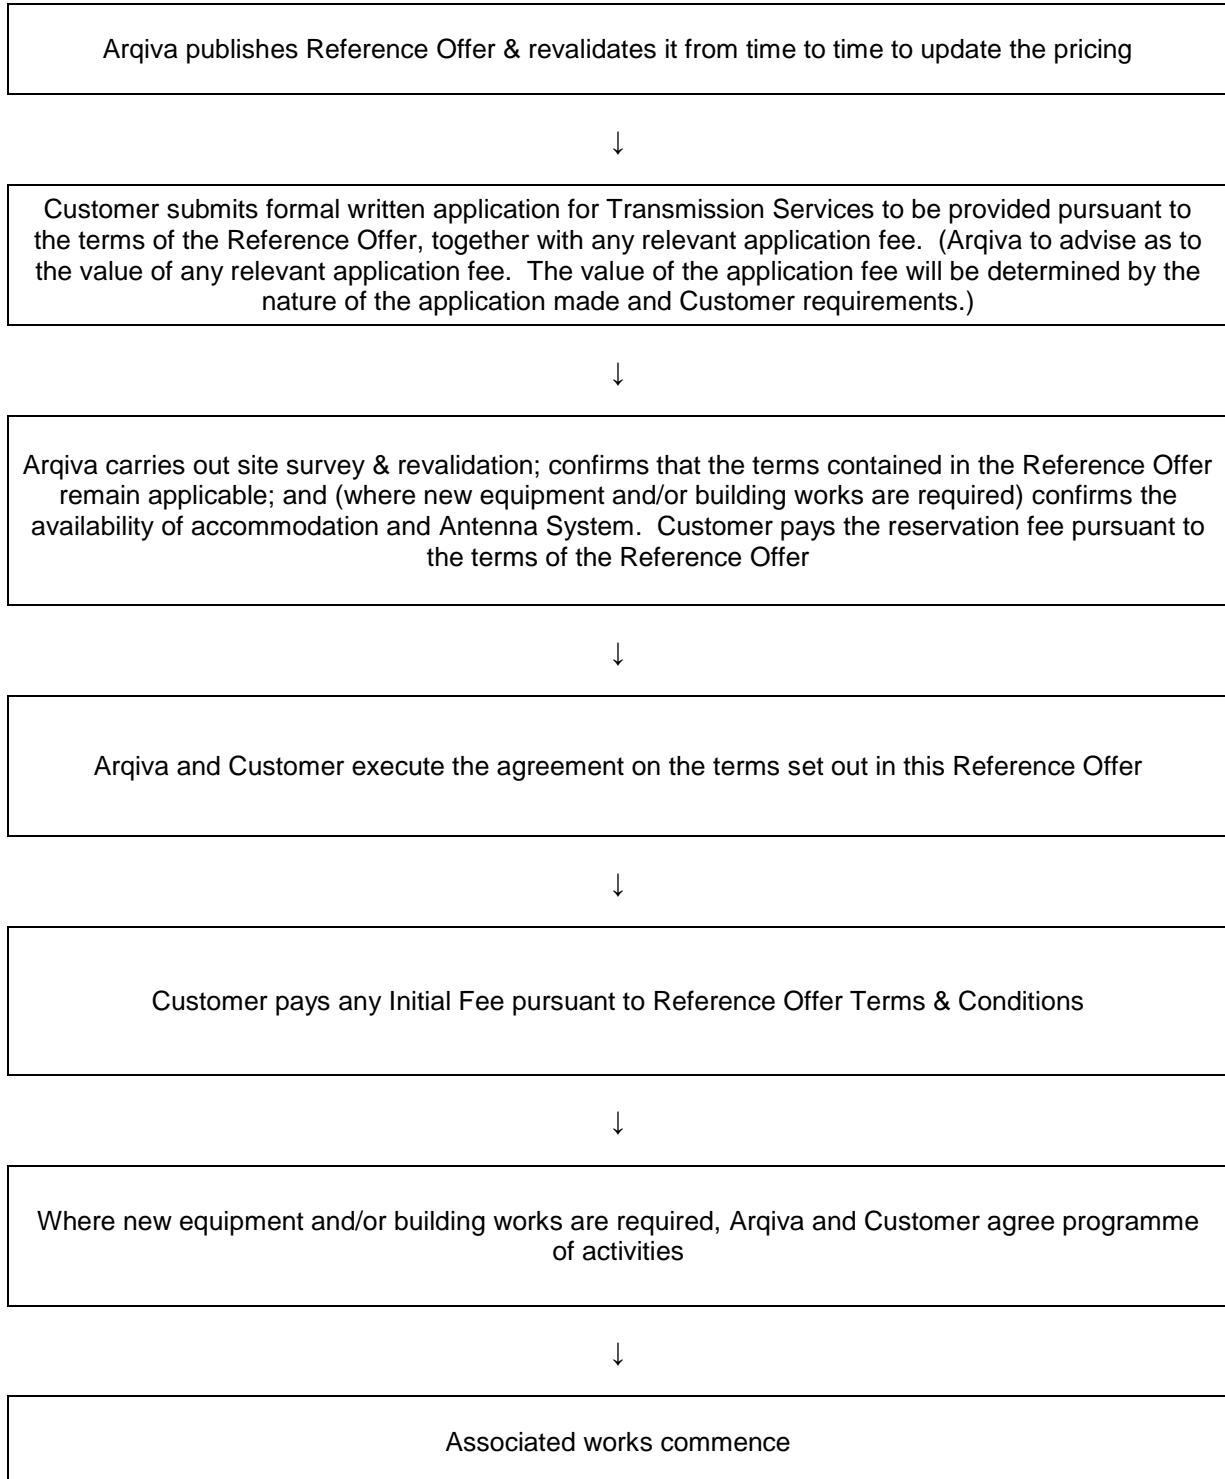 Arqiva publishes Reference Offer & revalidates it from time to time to update the pricing
↓
Customer submits formal written application for Transmission Services to be provided pursuant to
the terms of the Reference Offer, together with any relevant application fee.  (Arqiva to advise as to
the value of any relevant application fee.  The value of the application fee will be determined by the
nature of the application made and Customer requirements.)
↓
Arqiva carries out site survey & revalidation; confirms that the terms contained in the Reference Offer
remain applicable; and (where new equipment and/or building works are required) confirms the
availability of accommodation and Antenna System.  Customer pays the reservation fee pursuant to
the terms of the Reference Offer
↓
Arqiva and Customer execute the agreement on the terms set out in this Reference Offer
↓
Customer pays any Initial Fee pursuant to Reference Offer Terms & Conditions
↓
Where new equipment and/or building works are required, Arqiva and Customer agree programme
of activities
↓
Associated works commence